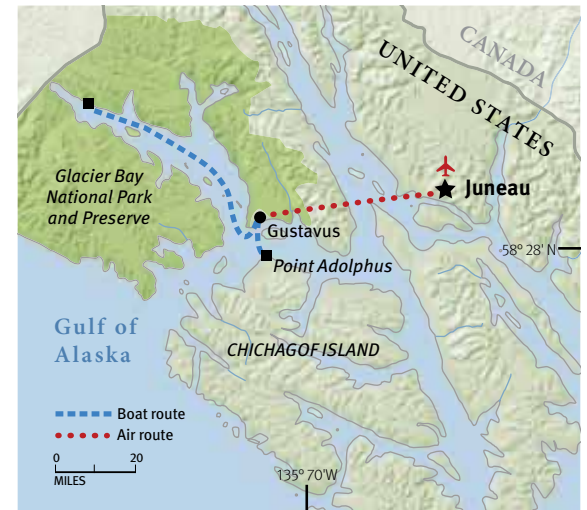 CANADA
UNITED STATES
Juneau
Glacier Bay
National Park
and Preserve
Gustavus
58° 28' N
Point Adolphus
Gulf of
Alaska
CHICHAGOF ISLAND
Boat route
Air route
0 20
MILES
135° 70' W